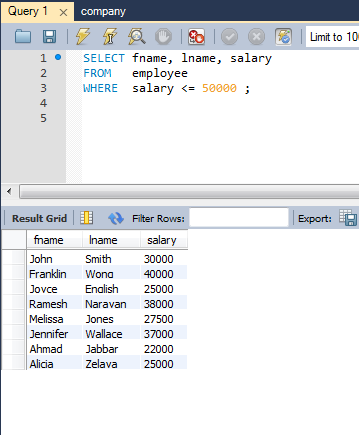 Query 1 × company
Limit to 100
1 SELECT fname, lname, salary
2 FROM employee
3 WHERE salary <= 50000 ;
4
5
Result Grid Filter Rows: Export:
fname lname salary
John Smith 30000
Franklin Wong 40000
Joyce English 25000
Ramesh Narayan 38000
Melissa Jones 27500
Jennifer Wallace 37000
Ahmad Jabbar 22000
Alicia Zelaya 25000